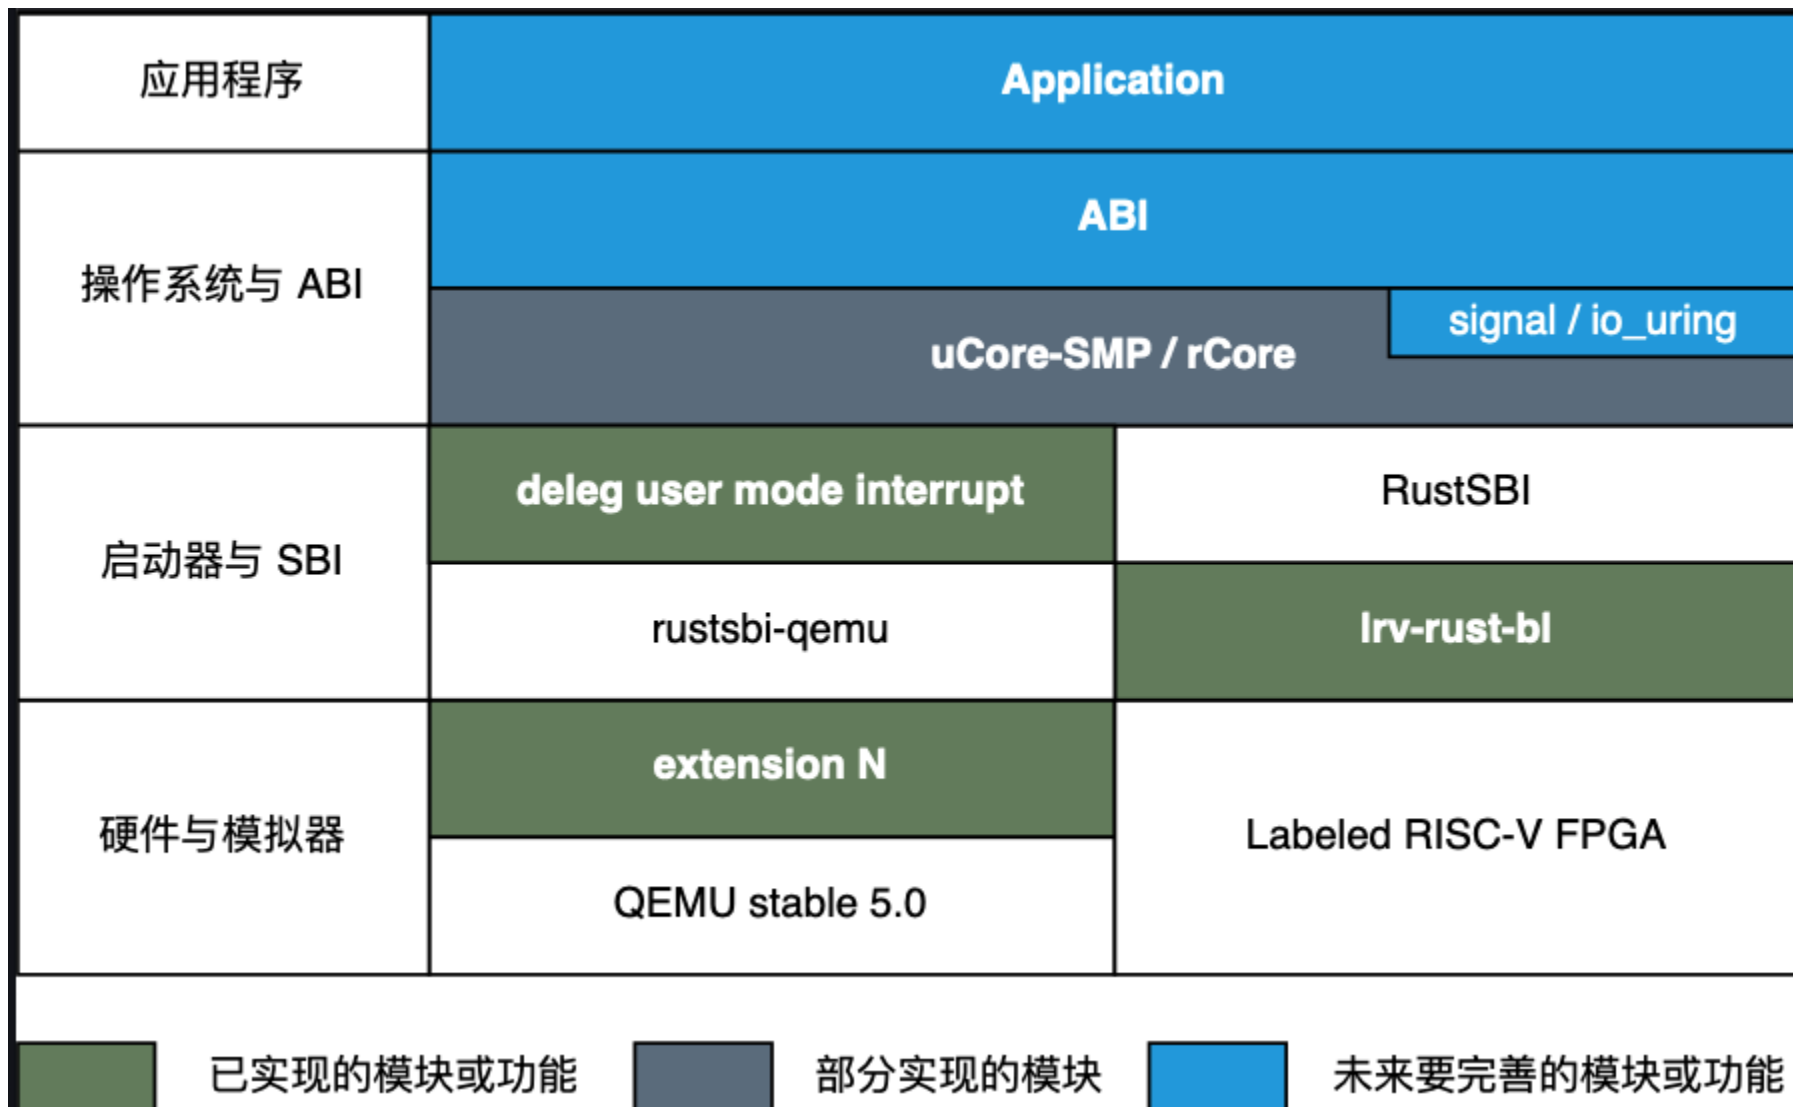 应用程序
Application
操作系统与 ABI
ABI
signal / io_uring
uCore-SMP / rCore
启动器与 SBI
deleg user mode interrupt
RustSBI
rustsbi-qemu
lrv-rust-bl
硬件与模拟器
extension N
Labeled RISC-V FPGA
QEMU stable 5.0
已实现的模块或功能
部分实现的模块
未来要完善的模块或功能